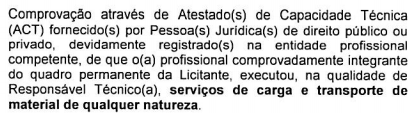 Comprovação através de Atestado(s) de Capacidade Técnica
(ACT) fornecido(s) por Pessoa(s) Jurídica(s) de direito público ou
privado, devidamente registrado(s) na entidade profissional
competente, de que o(a) profissional comprovadamente integrante
do quadro permanente da Licitante, executou, na qualidade de
Responsável Técnico(a), serviços de carga e transporte de
material de qualquer natureza.